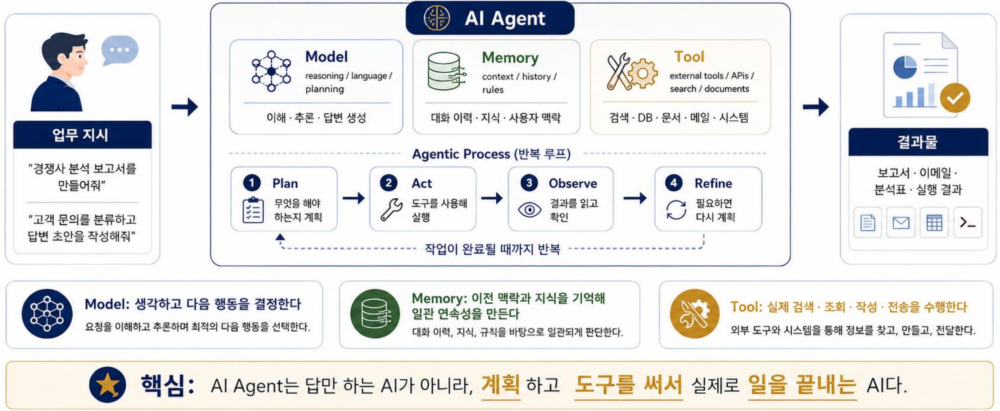 AI Agent
업무 지시
“경쟁사 분석 보고서를
만들어줘”
“고객 문의를 분류하고
답변 초안을 작성해줘”
Model
reasoning / language /
planning
이해 · 추론 · 답변 생성
Memory
context / history /
rules
대화 이력 · 지식 · 사용자 맥락
Tool
external tools / APis /
search / documents
검색 · DB · 문서 · 메일 · 시스템
Agentic Process (반복 루프)
1 Plan
무엇을 해야
하는지 계획
2 Act
도구를 사용해
실행
3 Observe
결과를 읽고
확인
4 Refine
필요하면
다시 계획
작업이 완료될 때까지 반복
결과물
보고서 · 이메일 ·
분석표 · 실행 결과
Model: 생각하고 다음 행동을 결정한다
요청을 이해하고 추론하며 최적의 다음 행동을 선택한다.
Memory: 이전 맥락과 지식을 기억해
일관 연속성을 만든다
대화 이력, 지식, 규칙을 바탕으로 일관되게 판단한다.
Tool: 실제 검색 · 조회 · 작성 · 전송을 수행한다
외부 도구와 시스템을 통해 정보를 찾고, 만들고, 전달한다.
핵심: AI Agent는 답만 하는 AI가 아니라, 계획 하고 도구를 써서 실제로 일을 끝내는 AI다.